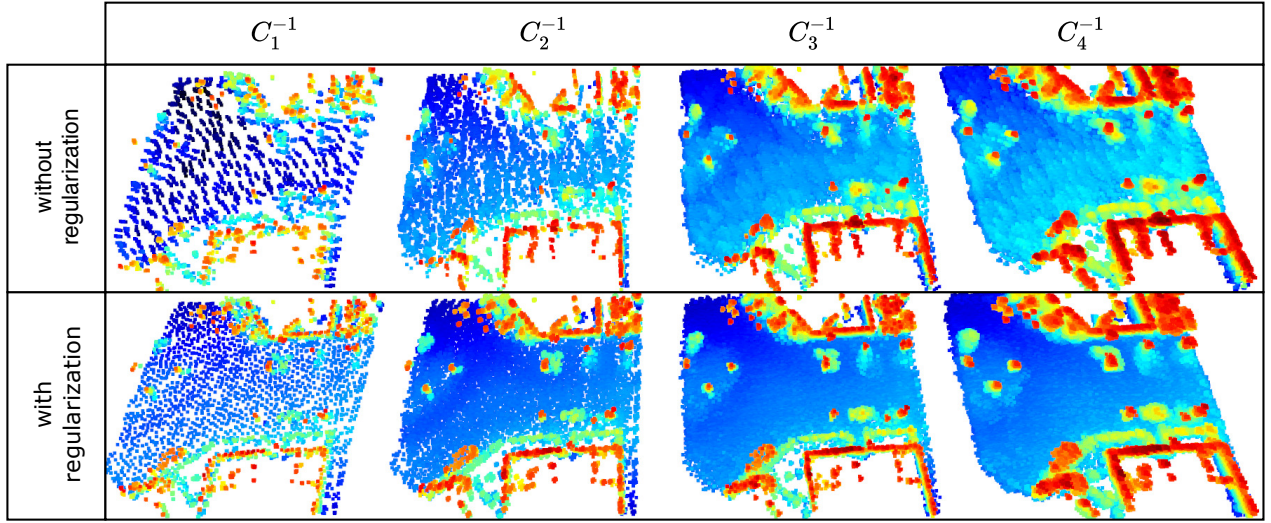 $C_1^{-1}$ $C_2^{-1}$ $C_3^{-1}$ $C_4^{-1}$
without
regularization
with
regularization